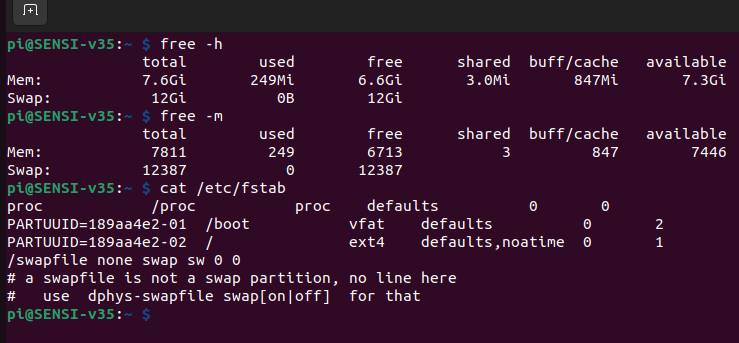 pi@SENSI-v35:~ $ free -h
total used free shared buff/cache available
Mem: 7.6Gi 249Mi 6.6Gi 3.0Mi 847Mi 7.3Gi
Swap: 12Gi 0B 12Gi
pi@SENSI-v35:~ $ free -m
total used free shared buff/cache available
Mem: 7811 249 6713 3 847 7446
Swap: 12387 0 12387
pi@SENSI-v35:~ $ cat /etc/fstab
proc /proc proc defaults 0 0
PARTUUID=189aa4e2-01 /boot vfat defaults 0 2
PARTUUID=189aa4e2-02 / ext4 defaults,noatime 0 1
/swapfile none swap sw 0 0
# a swapfile is not a swap partition, no line here
#   use  dphys-swapfile swap[on|off]  for that
pi@SENSI-v35:~ $